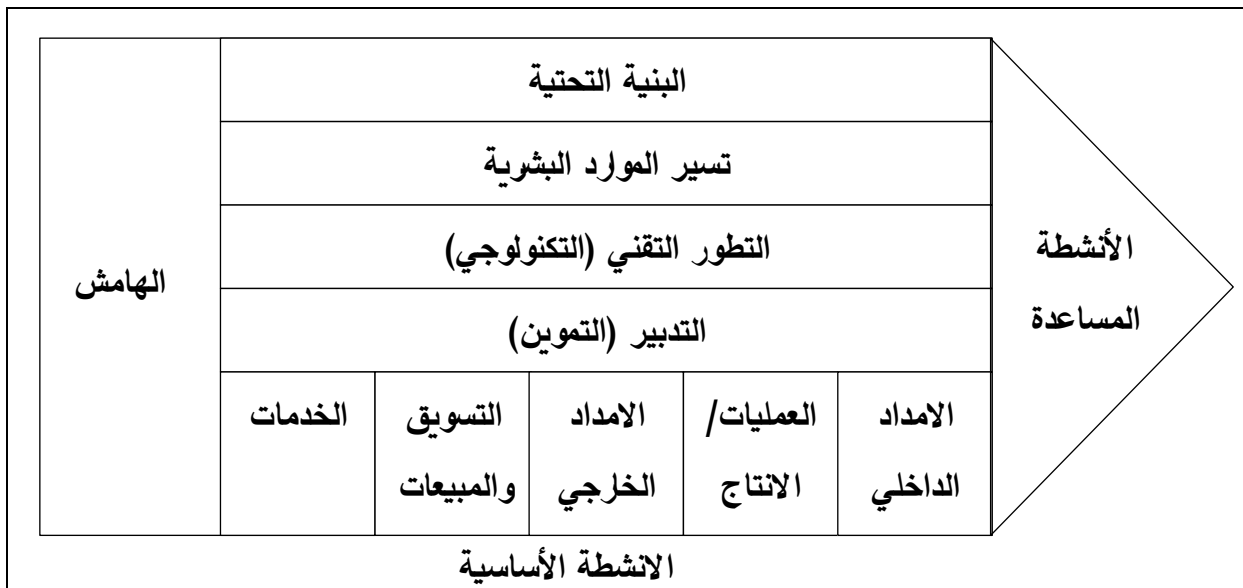 البنية التحتية
تسير الموارد البشرية
التطور التقني (التكنولوجي)
التدبير (التموين)
الأنشطة
المساعدة
الامداد
الداخلي
العمليات/
الانتاج
الامداد
الخارجي
التسويق
والمبيعات
الخدمات
الهامش
الانشطة الأساسية